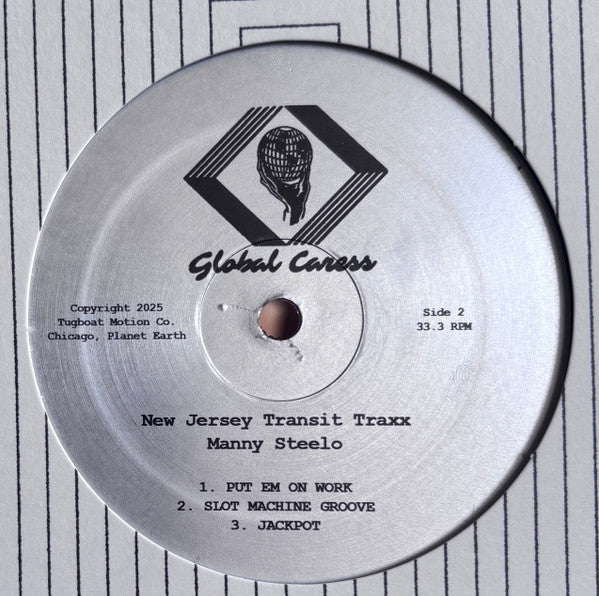 Global Caress
Copyright 2025
Tugboat Motion Co.
Chicago, Planet Earth
Side 2
33.3 RPM
New Jersey Transit Traxx
Manny Steelo
1. PUT EM ON WORK
2. SLOT MACHINE GROOVE
3. JACKPOT